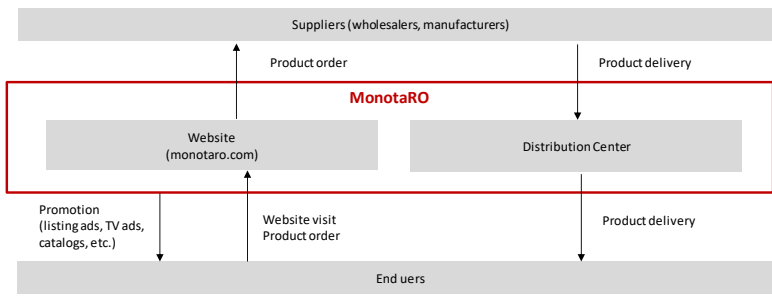 Suppliers (wholesalers, manufacturers)
Product order
Product delivery
MonotaRO
Website
(monotaro.com)
Distribution Center
Promotion
(listing ads, TV ads,
catalogs, etc.)
Website visit
Product order
Product delivery
End uers